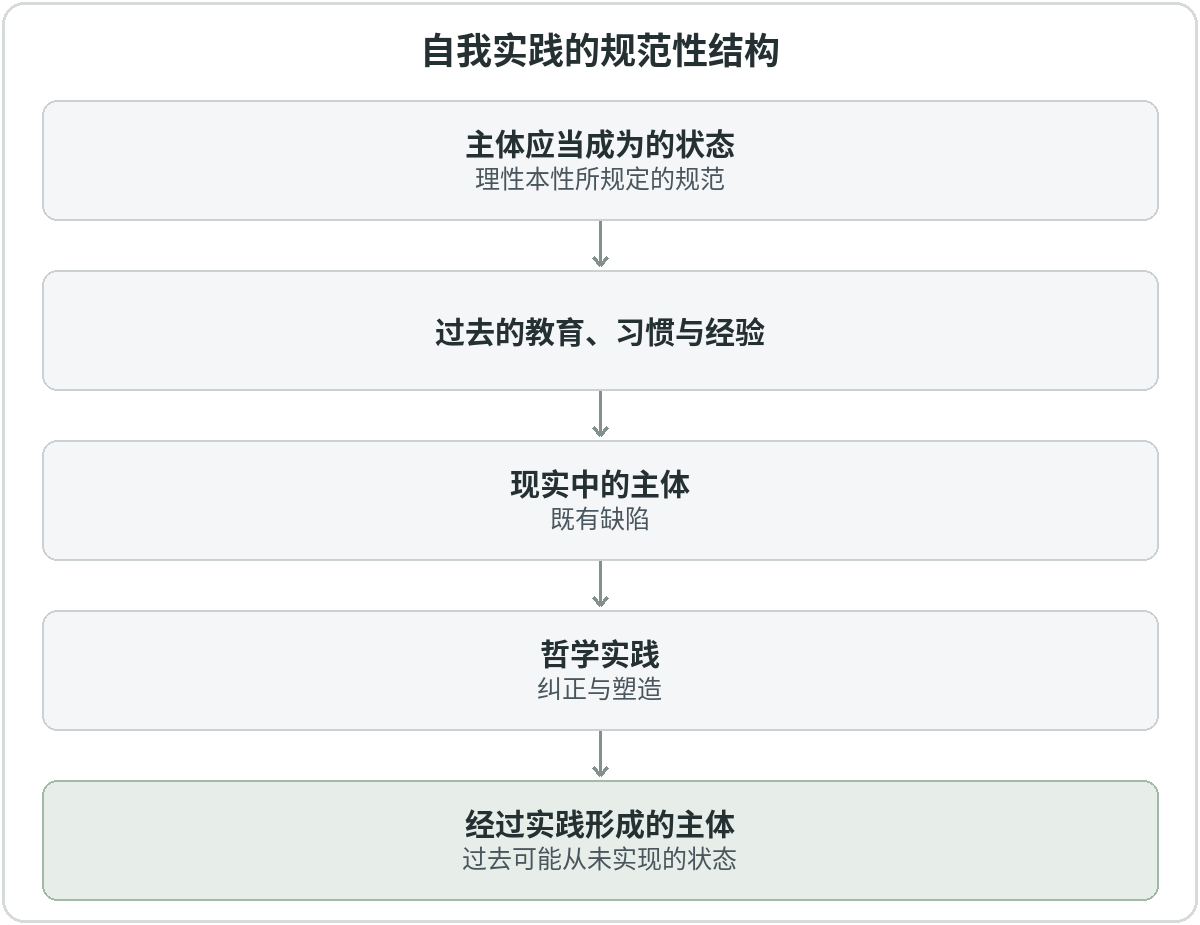 自我实践的规范性结构
主体应当成为的状态
理性本性所规定的规范
过去的教育、习惯与经验
现实中的主体
既有缺陷
哲学实践
纠正与塑造
经过实践形成的主体
过去可能从未实现的状态